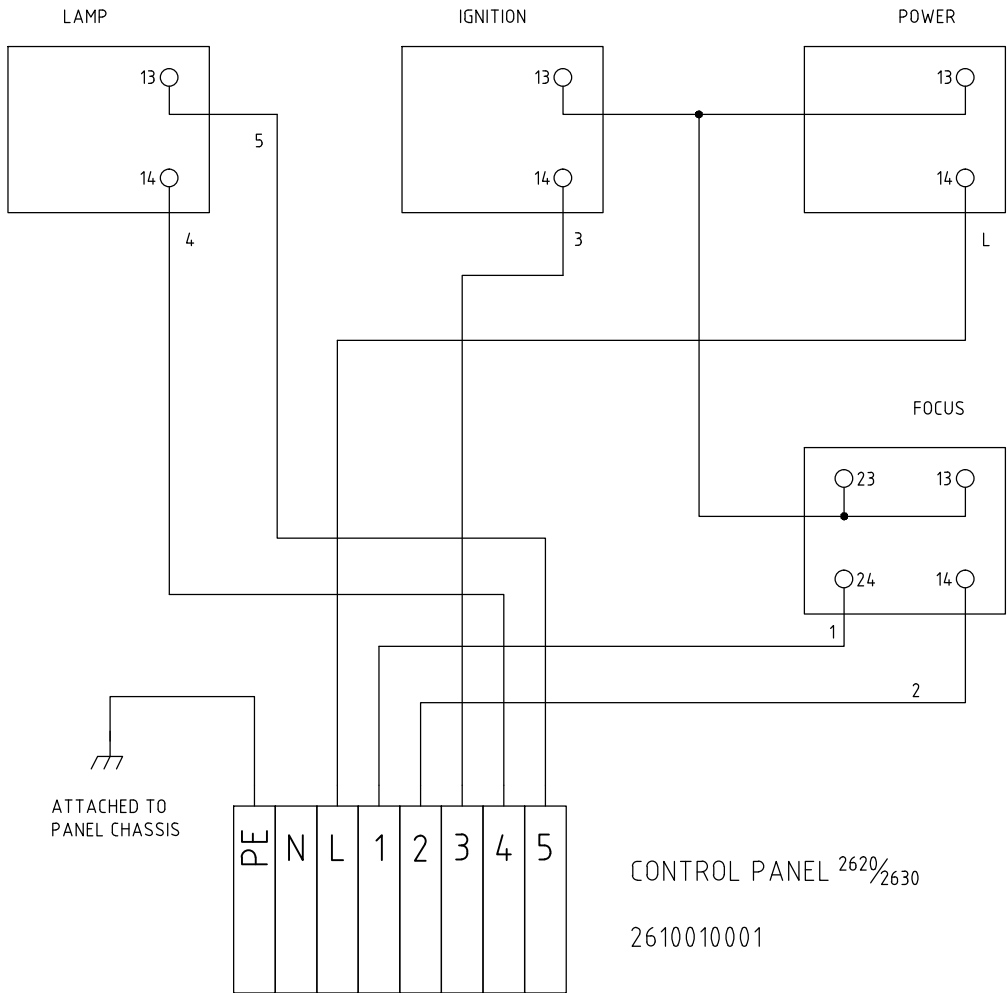 LAMP
IGNITION
POWER
13
13
13
5
14
14
14
4
3
L
FOCUS
23
13
24
14
1
2
ATTACHED TO
PANEL CHASSIS
PE N L 1 2 3 4 5
CONTROL PANEL 2620/2630
2610010001